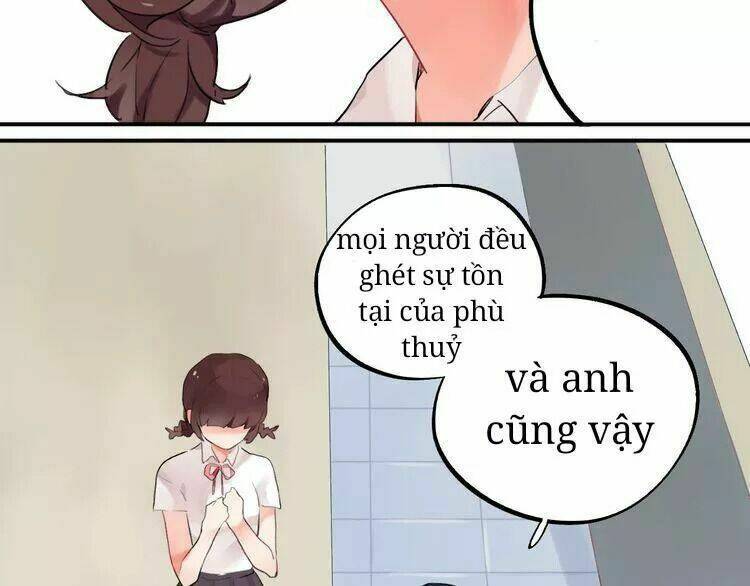 mọi người đều
ghét sự tồn
tại của phù
thuỷ
và anh
cũng vậy